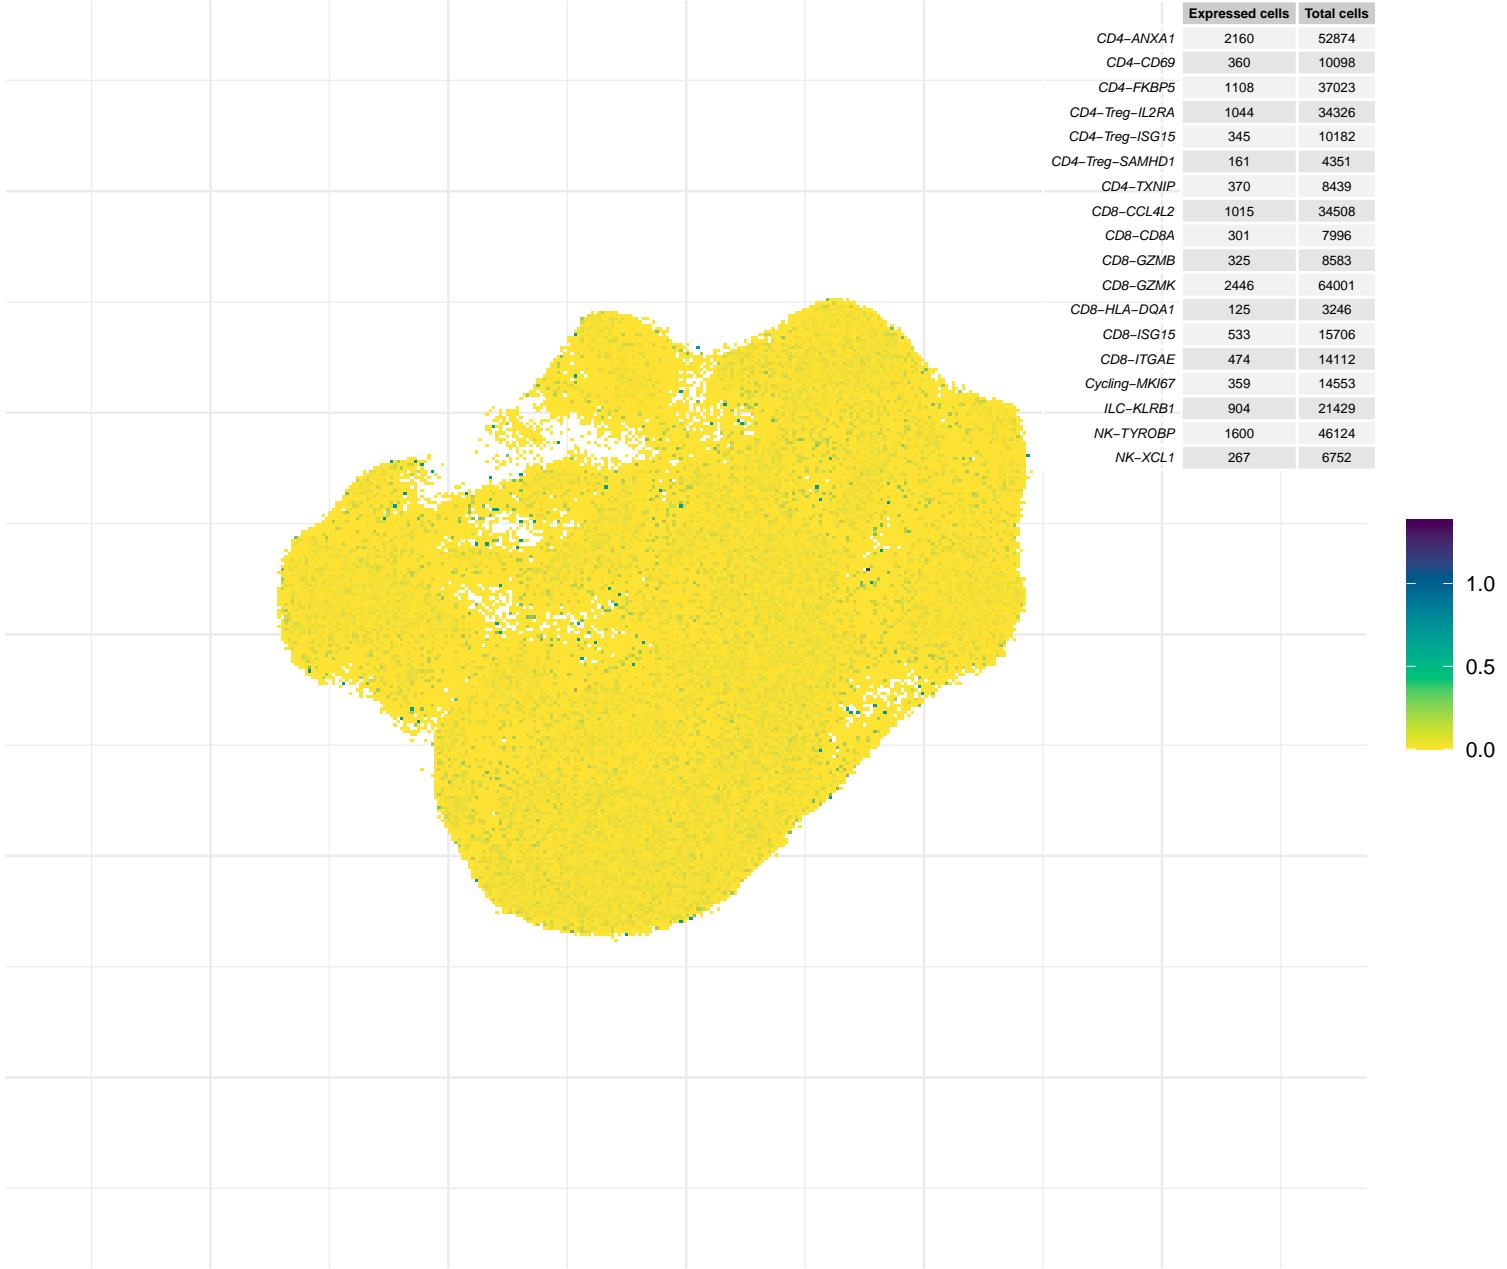 Expressed cells Total cells
CD4−ANXA1 2160 52874
CD4−CD69 360 10098
CD4−FKBP5 1108 37023
CD4−Treg−IL2RA 1044 34326
CD4−Treg−ISG15 345 10182
CD4−Treg−SAMHD1 161 4351
CD4−TXNIP 370 8439
CD8−CCL4L2 1015 34508
CD8−CD8A 301 7996
CD8−GZMB 325 8583
CD8−GZMK 2446 64001
CD8−HLA−DQA1 125 3246
CD8−ISG15 533 15706
CD8−ITGAE 474 14112
Cycling−MKI67 359 14553
ILC−KLRB1 904 21429
NK−TYROBP 1600 46124
NK−XCL1 267 6752
1.0
0.5
0.0